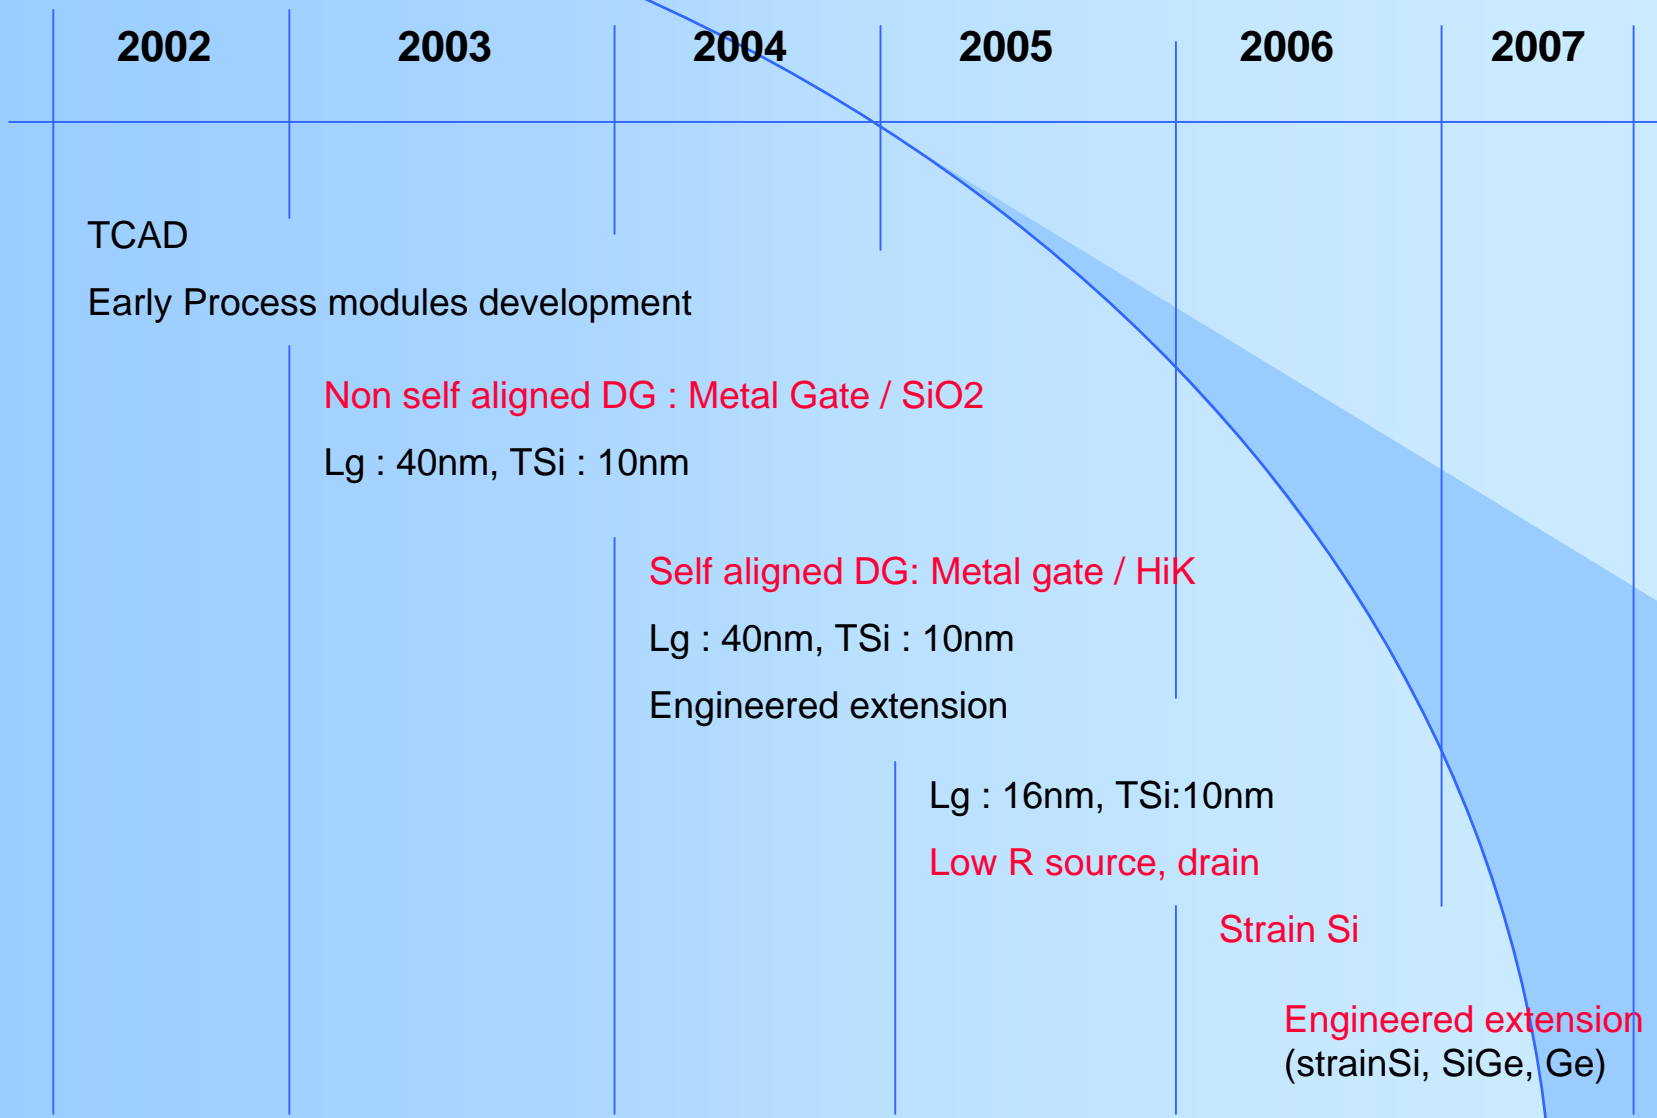 2002 2003 2004 2005 2006 2007
TCAD
Early Process modules development
Non self aligned DG : Metal Gate / SiO2
Lg : 40nm, TSi : 10nm
Self aligned DG: Metal gate / HiK
Lg : 40nm, TSi : 10nm
Engineered extension
Lg : 16nm, TSi:10nm
Low R source, drain
Strain Si
Engineered extension
(strainSi, SiGe, Ge)